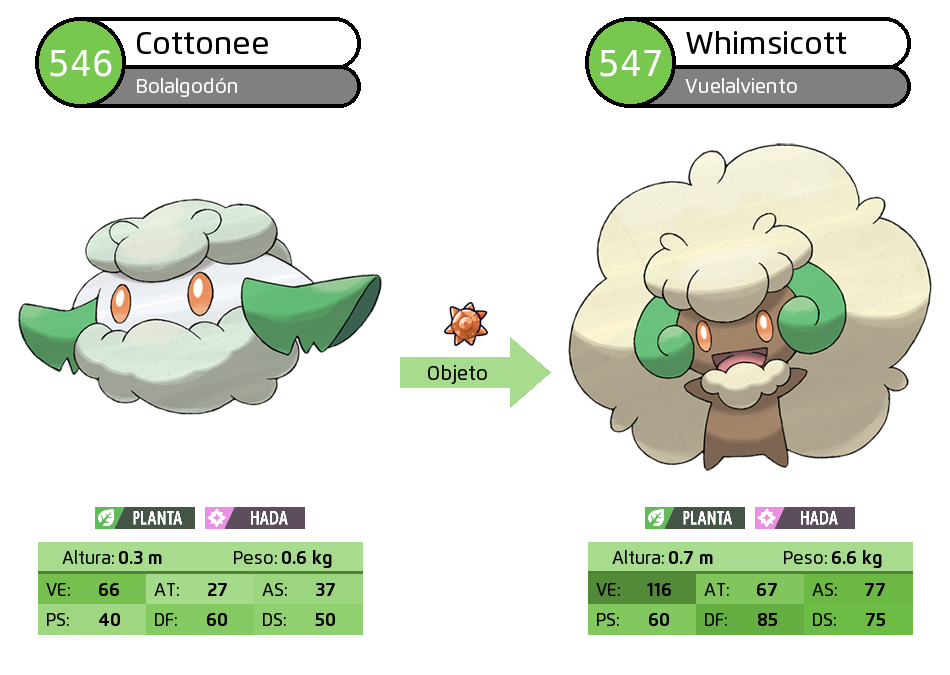 546 Cottonee
Bolalgodón
547 Whimsicott
Vuelalviento
Objeto
PLANTA HADA
Altura: 0.3 m Peso: 0.6 kg
VE: 66 AT: 27 AS: 37
PS: 40 DF: 60 DS: 50
PLANTA HADA
Altura: 0.7 m Peso: 6.6 kg
VE: 116 AT: 67 AS: 77
PS: 60 DF: 85 DS: 75